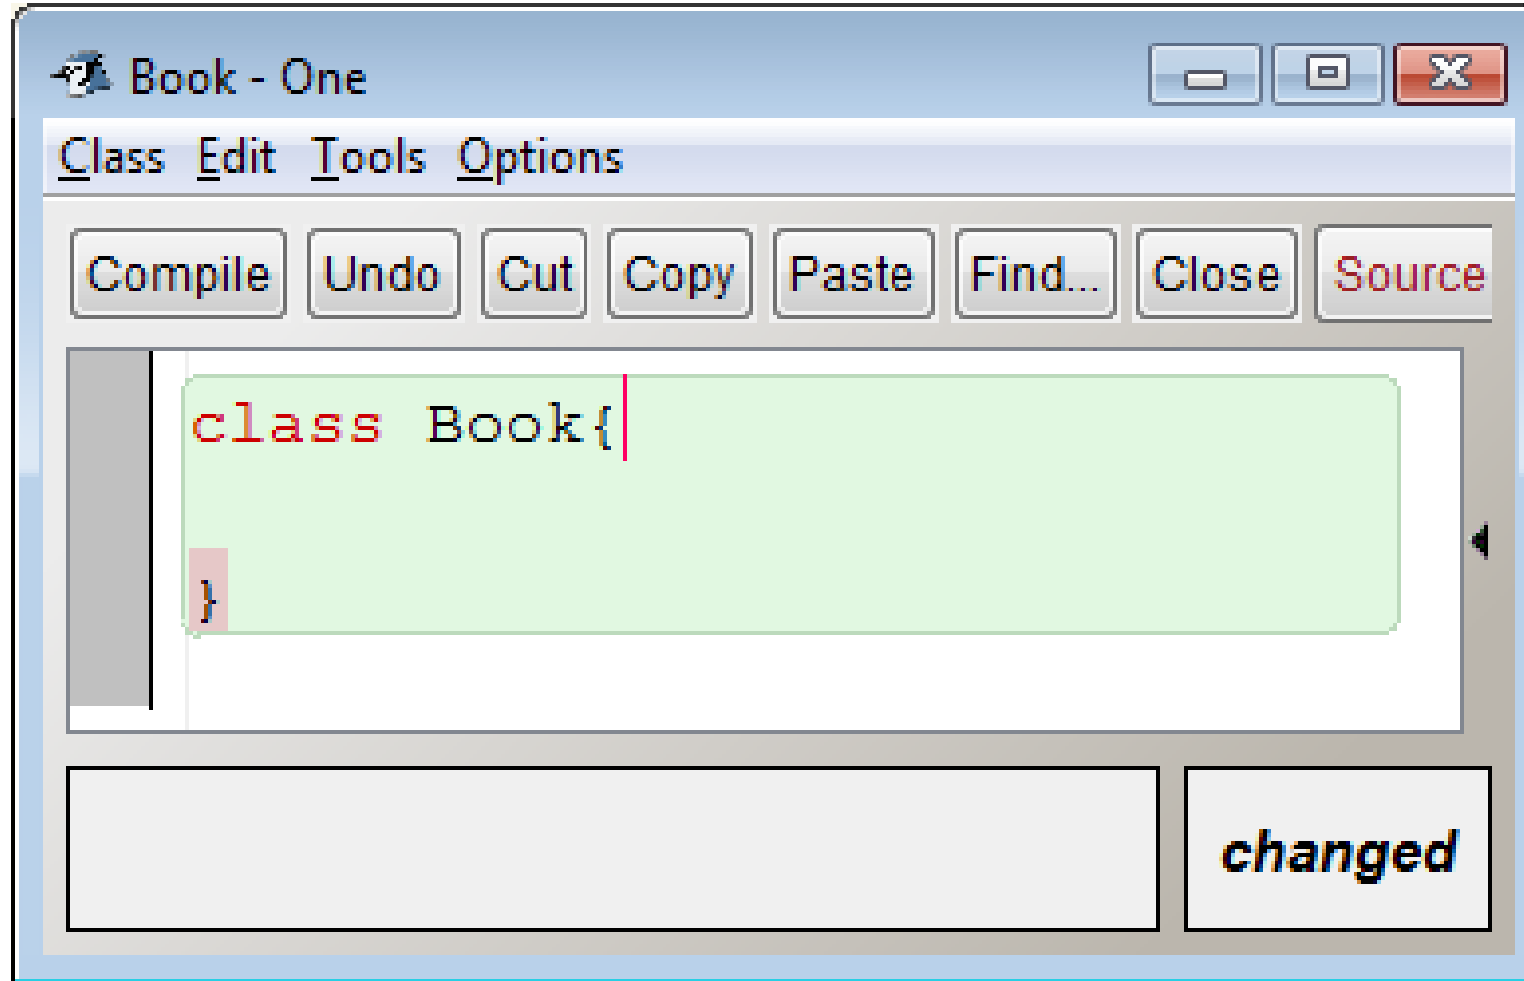 Book - One
Class Edit Tools Options
Compile Undo Cut Copy Paste Find... Close Source
class Book{
}
changed